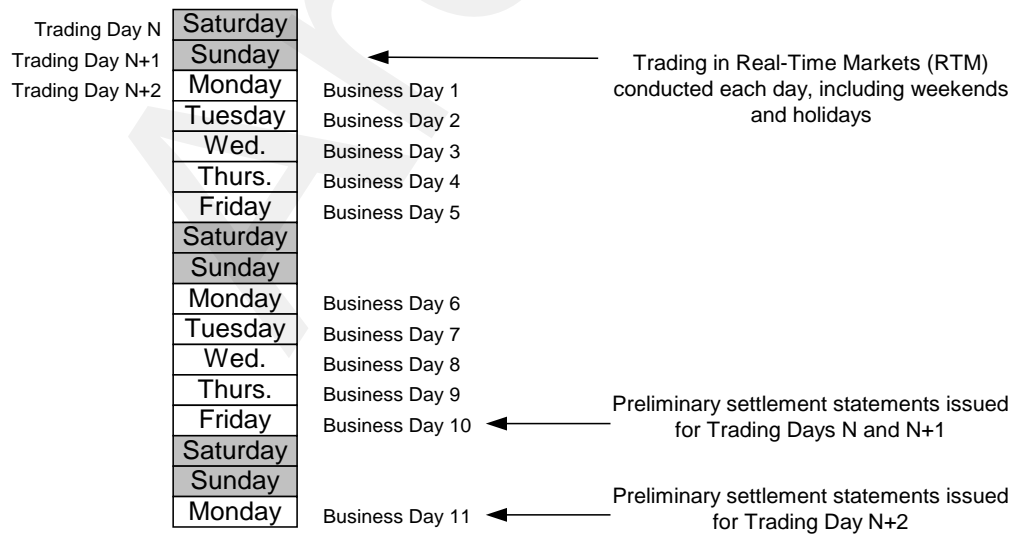 Trading Day N
Saturday
Trading Day N+1
Sunday
Trading in Real-Time Markets (RTM)
conducted each day, including weekends
and holidays
Trading Day N+2
Monday
Business Day 1
Tuesday
Business Day 2
Wed.
Business Day 3
Thurs.
Business Day 4
Friday
Business Day 5
Saturday
Sunday
Monday
Business Day 6
Tuesday
Business Day 7
Wed.
Business Day 8
Thurs.
Business Day 9
Friday
Business Day 10
Preliminary settlement statements issued
for Trading Days N and N+1
Saturday
Sunday
Monday
Business Day 11
Preliminary settlement statements issued
for Trading Day N+2